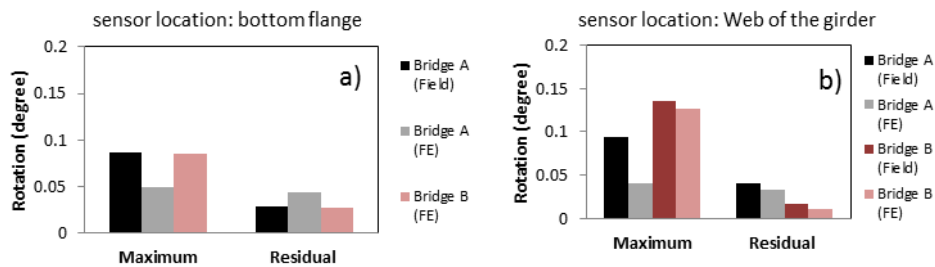 sensor location: bottom flange
0.2
0.15
0.1
0.05
0
Rotation (degree)
a)
Maximum
Residual
Bridge A
(Field)
Bridge A
(FE)
Bridge B
(FE)
sensor location: Web of the girder
0.2
0.15
0.1
0.05
0
Rotation (degree)
b)
Maximum
Residual
Bridge A
(Field)
Bridge A
(FE)
Bridge B
(Field)
Bridge B
(FE)